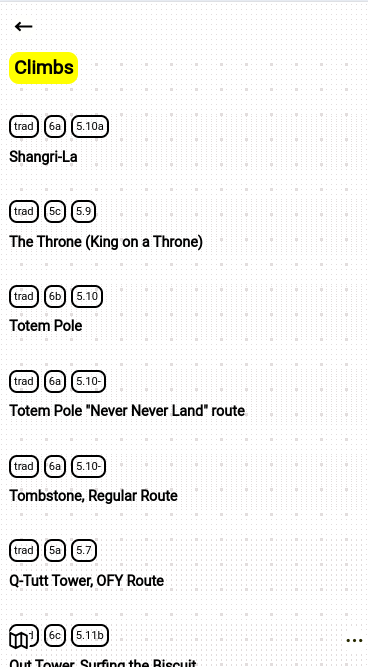 Climbs
trad 6a 5.10a
Shangri-La
trad 5c 5.9
The Throne (King on a Throne)
trad 6b 5.10
Totem Pole
trad 6a 5.10-
Totem Pole "Never Never Land" route
trad 6a 5.10-
Tombstone, Regular Route
trad 5a 5.7
Q-Tutt Tower, OFY Route
6c 5.11b
Out Tower, Surfing the Biscuit